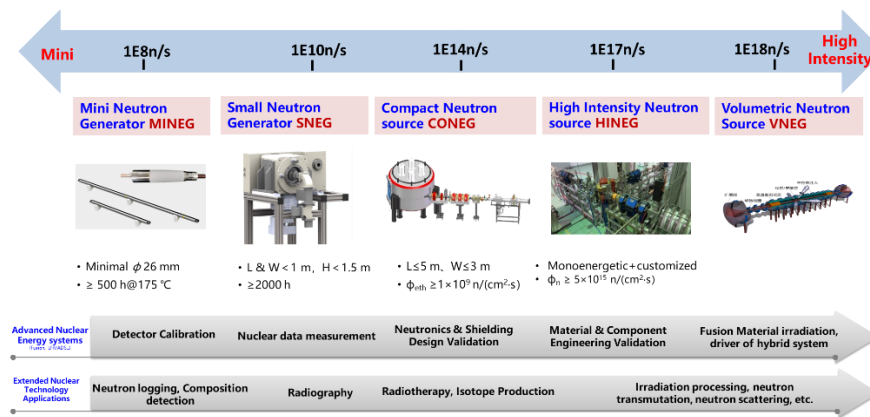 Mini
1E8n/s
1E10n/s
1E14n/s
1E17n/s
1E18n/s
High
Intensity
Mini Neutron
Generator MINEG
Small Neutron
Generator SNEG
Compact Neutron
source CONEG
High Intensity Neutron
source HINEG
Volumetric Neutron
Source VNEG
• Minimal ϕ 26 mm
• ≥ 500 h@175 ℃
• L & W < 1 m, H < 1.5 m
• ≥2000 h
• L≤5 m、W≤3 m
• ϕeth ≥1×10⁹ n/(cm²·s)
• Monoenergetic+customized
• ϕn ≥ 5×10¹⁵ n/(cm²·s)
Advanced Nuclear
Energy systems
Detector Calibration
Nuclear data measurement
Neutronics & Shielding
Design Validation
Material & Component
Engineering Validation
Fusion Material irradiation,
driver of hybrid system
Extended Nuclear
Technology
Applications
Neutron logging, Composition
detection
Radiography
Radiotherapy, Isotope Production
Irradiation processing, neutron
transmutation, neutron scattering, etc.